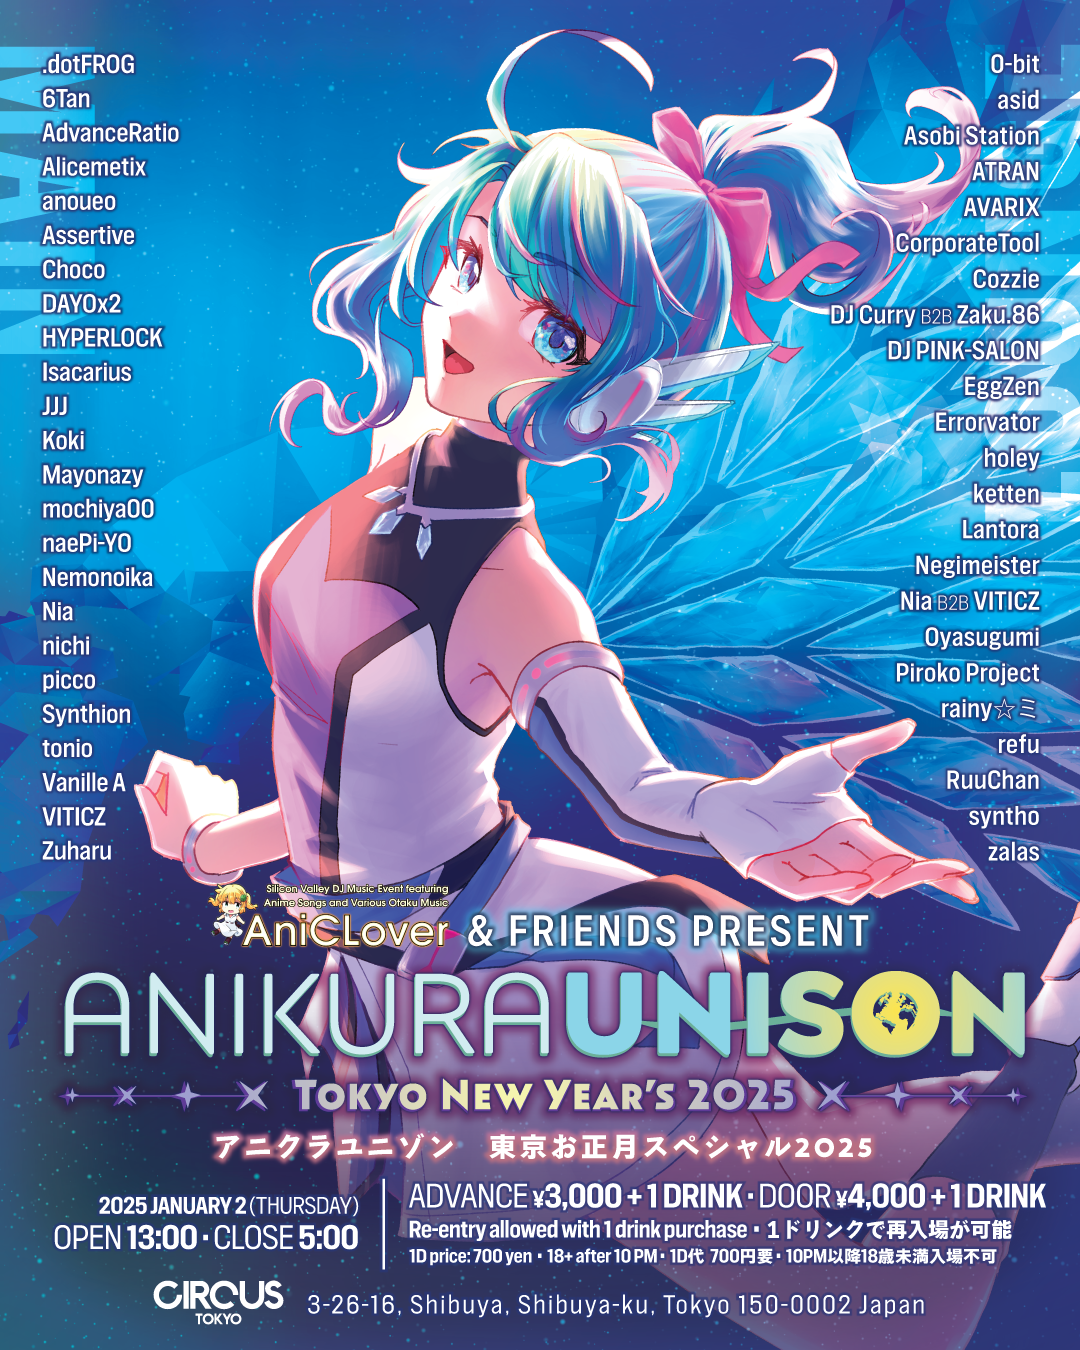 MAIN
LOUNGE
.dotFROG
6Tan
AdvanceRatio
Alicemetix
anoueo
Assertive
Choco
DAYOx2
HYPERLOCK
Isacarius
JJJ
Koki
Mayonazy
mochiya00
naePi-YO
Nemonoika
Nia
nichi
picco
Synthion
tonio
Vanille A
VITICZ
Zuharu
0-bit
asid
Asobi Station
ATRAN
AVARIX
CorporateTool
Cozzie
DJ Curry B2B Zaku.86
DJ PINK-SALON
EggZen
Errorvator
holey
ketten
Lantora
Negimeister
Nia B2B VITICZ
Oyasugumi
Piroko Project
rainy☆ミ
refu
RuuChan
syntho
zalas
Silicon Valley DJ Music Event featuring
Anime Songs and Various Otaku Music
AniCLover & FRIENDS PRESENT
ANIKURAUNISON
TOKYO NEW YEAR'S 2025
アニクラユニゾン 東京お正月スペシャル2025
2025 JANUARY 2 (THURSDAY)
OPEN 13:00・CLOSE 5:00
ADVANCE ¥3,000 + 1 DRINK・DOOR ¥4,000 + 1 DRINK
Re-entry allowed with 1 drink purchase・1ドリンクで再入場が可能
1D price: 700 yen・18+ after 10 PM・1D代 700円要・10PM以降18歳未満入場不可
CIRCUS
TOKYO
3-26-16, Shibuya, Shibuya-ku, Tokyo 150-0002 Japan